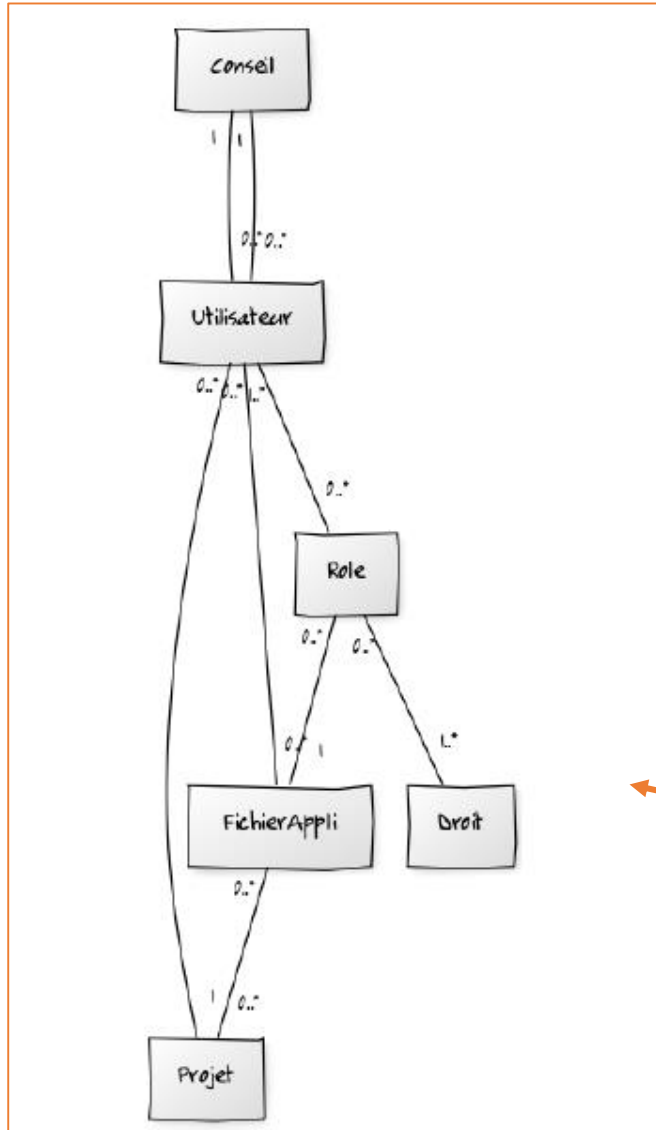 Conseil
1 1
0..* 0..*
Utilisateur
0..* 0..* 1..*
0..*
Role
0..* 0..*
0..* 1 1..*
FichierAppli Droit
0..*
1 0..*
Projet